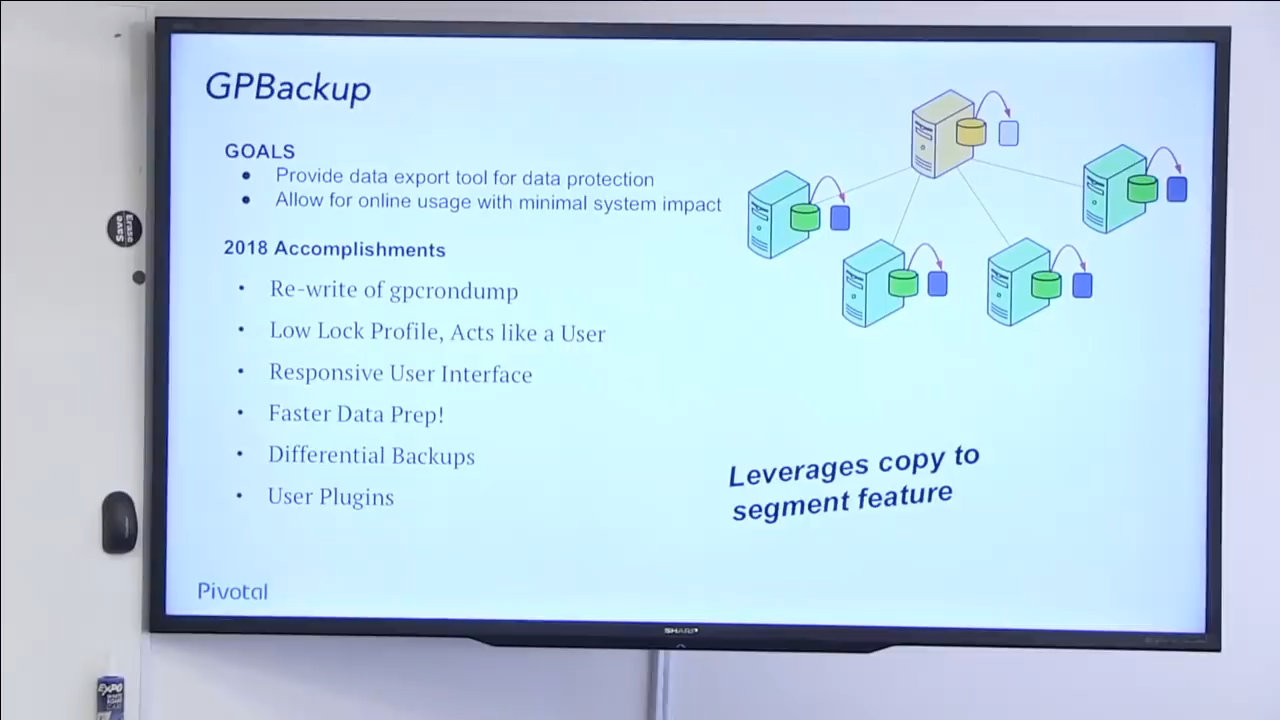 GPBackup
GOALS
• Provide data export tool for data protection
• Allow for online usage with minimal system impact
2018 Accomplishments
• Re-write of gpcrondump
• Low Lock Profile, Acts like a User
• Responsive User Interface
• Faster Data Prep!
• Differential Backups
• User Plugins
Leverages copy to
segment feature
Pivotal
SHARP
Save
Erase
EXPO